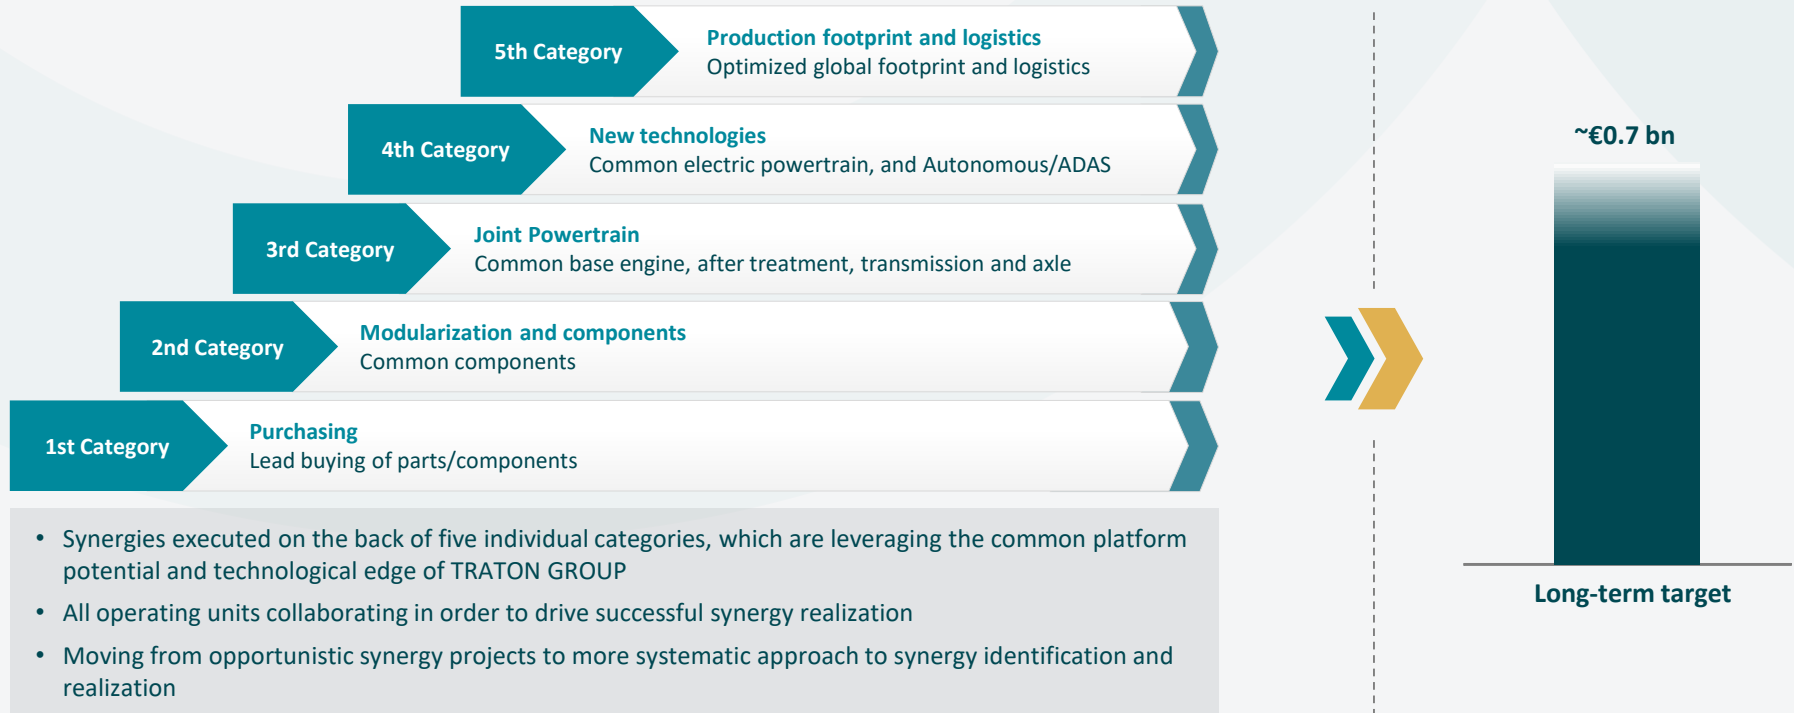 5th Category
Production footprint and logistics
Optimized global footprint and logistics
4th Category
New technologies
Common electric powertrain, and Autonomous/ADAS
3rd Category
Joint Powertrain
Common base engine, after treatment, transmission and axle
2nd Category
Modularization and components
Common components
1st Category
Purchasing
Lead buying of parts/components
• Synergies executed on the back of five individual categories, which are leveraging the common platform
potential and technological edge of TRATON GROUP
• All operating units collaborating in order to drive successful synergy realization
• Moving from opportunistic synergy projects to more systematic approach to synergy identification and
realization
~€0.7 bn
Long-term target